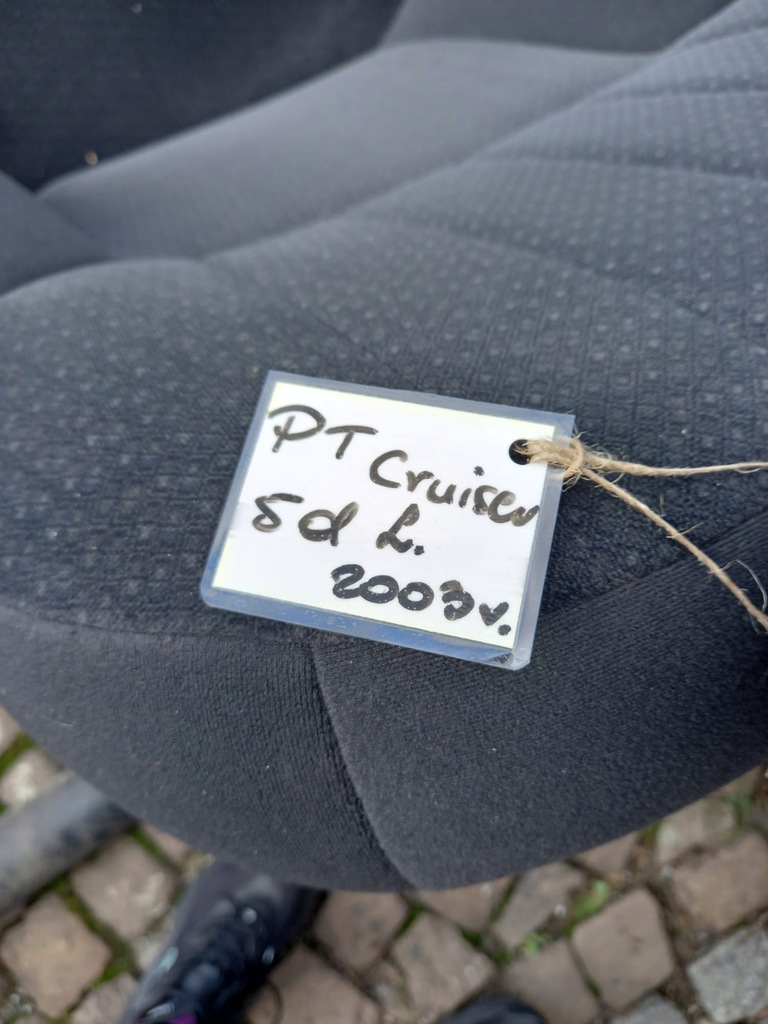 PT Cruiser
5d L.
2003v.